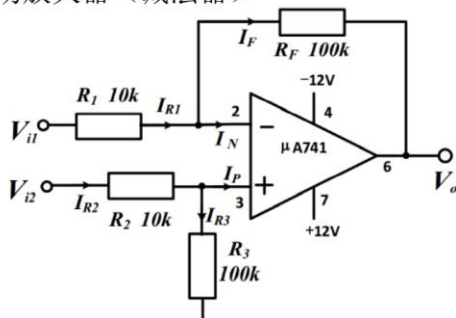 放大器(减法器)
I_F
R_F 100k
−12V
R_1 10k
I_R1
2
4
V_i1
I_N
μA741
6
V_o
I_P
V_i2
I_R2
R_2 10k
3
I_R3
7
+12V
R_3
100k